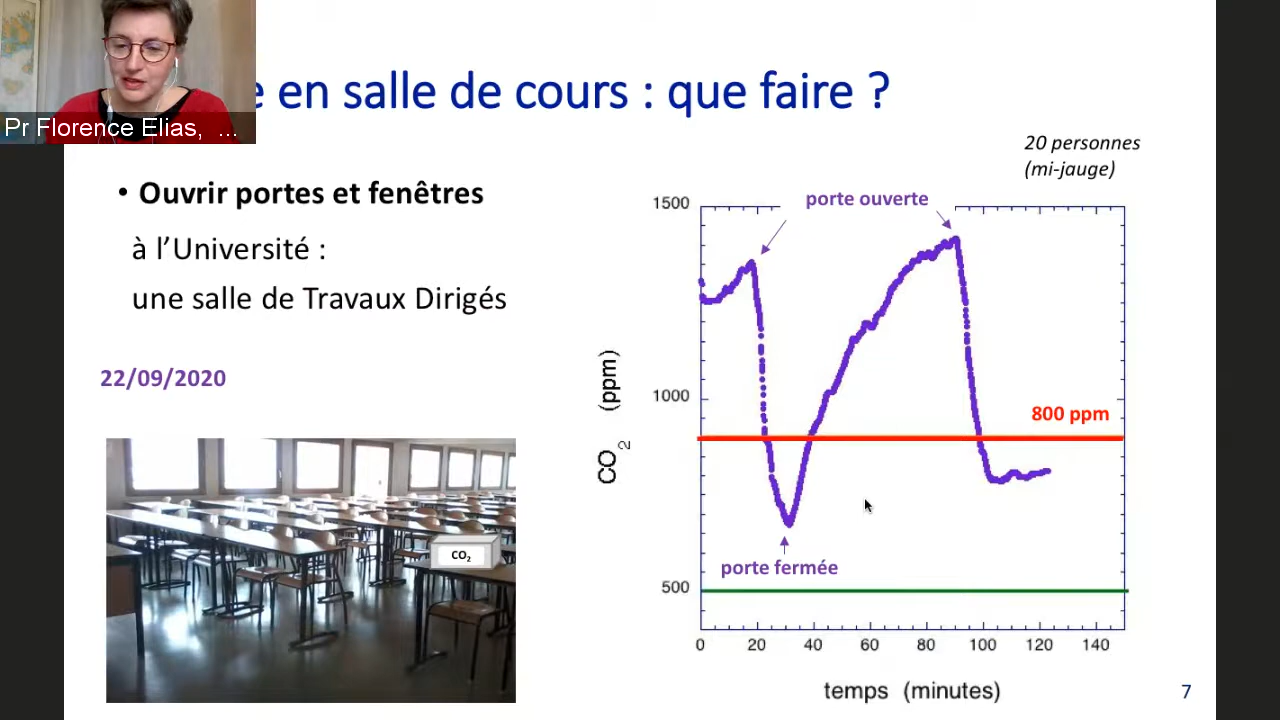 e en salle de cours : que faire ?
Pr Florence Elias, ...
20 personnes
(mi-jauge)
• Ouvrir portes et fenêtres
à l’Université :
une salle de Travaux Dirigés
22/09/2020
CO₂
porte ouverte
1500
1000
500
CO₂ (ppm)
800 ppm
porte fermée
0 20 40 60 80 100 120 140
temps (minutes)
7